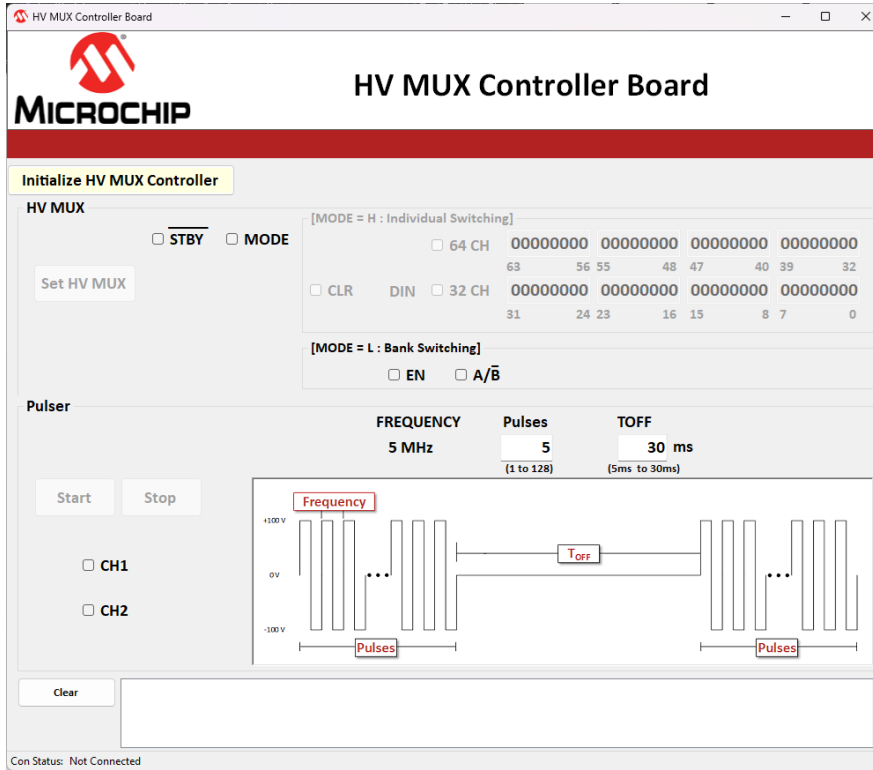 HV MUX Controller Board
MICROCHIP
HV MUX Controller Board
Initialize HV MUX Controller
HV MUX
STBY MODE
Set HV MUX
[MODE = H : Individual Switching]
64 CH 00000000 00000000 00000000 00000000
63 56 55 48 47 40 39 32
CLR DIN 32 CH 00000000 00000000 00000000 00000000
31 24 23 16 15 8 7 0
[MODE = L : Bank Switching]
EN A/B̅
Pulser
FREQUENCY Pulses TOFF
5 MHz 5 30 ms
(1 to 128) (5ms to 30ms)
Start Stop
CH1
CH2
Frequency
+100 V
TOFF
0 V
-100 V
Pulses Pulses
Clear
Con Status: Not Connected